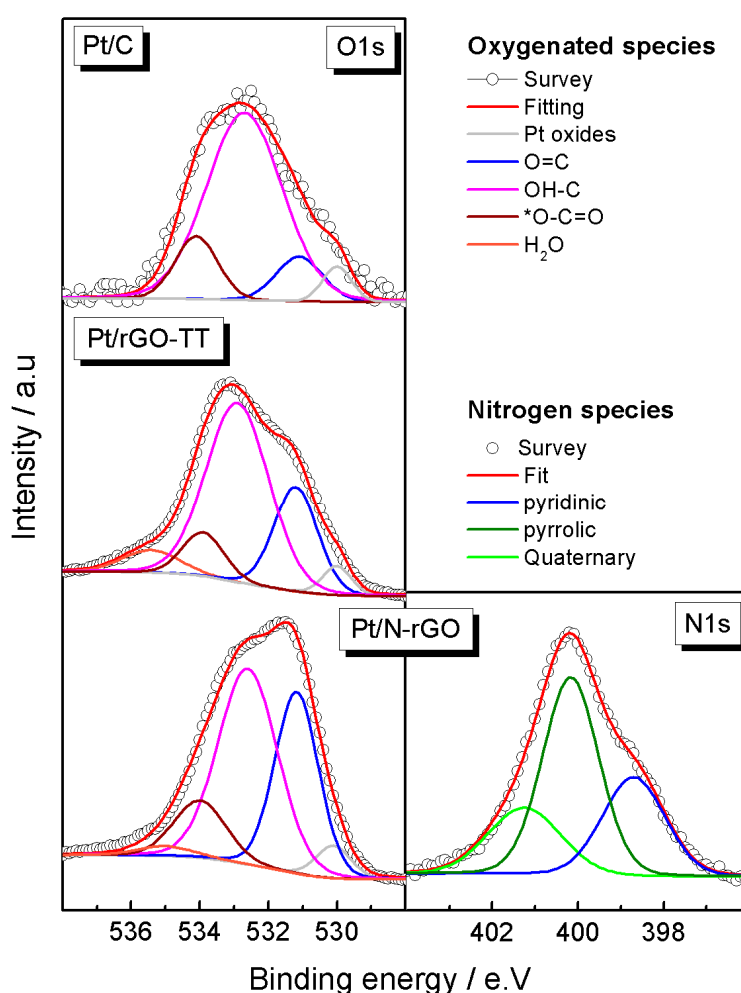 Pt/C
O1s
Oxygenated species
Survey
Fitting
Pt oxides
O=C
OH-C
*O-C=O
H₂O
Pt/rGO-TT
Nitrogen species
Survey
Fit
pyridinic
pyrrolic
Quaternary
Pt/N-rGO
N1s
Intensity / a.u
536 534 532 530 402 400 398
Binding energy / e.V